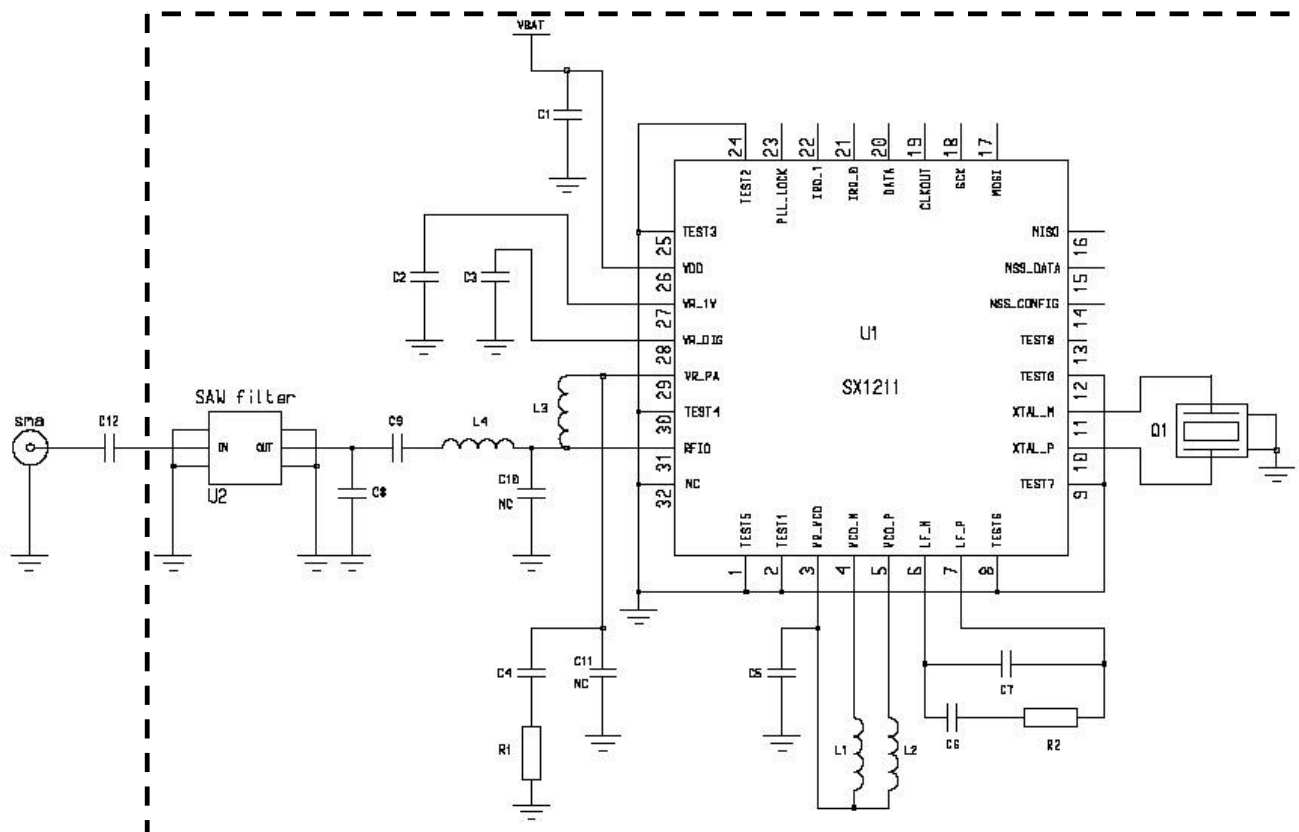 VBAT
C1
24
23
22
21
20
19
18
17
TEST2
PLL_LOCK
IRQ_1
IRQ_0
DATA
CLKOUT
SCK
MOSI
TEST3
25
VDD
26
VR_1V
27
VR_DIG
28
VR_PA
29
TEST4
30
RFIO
31
NC
32
MISO
16
NSS_DATA
15
NSS_CONFIG
14
TEST8
13
TEST0
12
XTAL_M
11
XTAL_P
10
TEST7
9
U1
SX1211
C2
C3
SAW filter
sma
C12
IN
OUT
U2
C8
C9
L4
L3
C10
NC
Q1
TEST5
TEST1
VR_VCO
VCO_M
VCO_P
LF_M
LF_P
TEST6
1
2
3
4
5
6
7
8
C4
C11
NC
R1
C5
L1
L2
C7
C6
R2